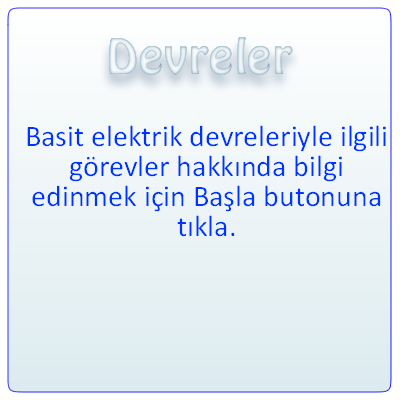 Devreler
Basit elektrik devreleriyle ilgili
görevler hakkında bilgi
edinmek için Başla butonuna
tıkla.